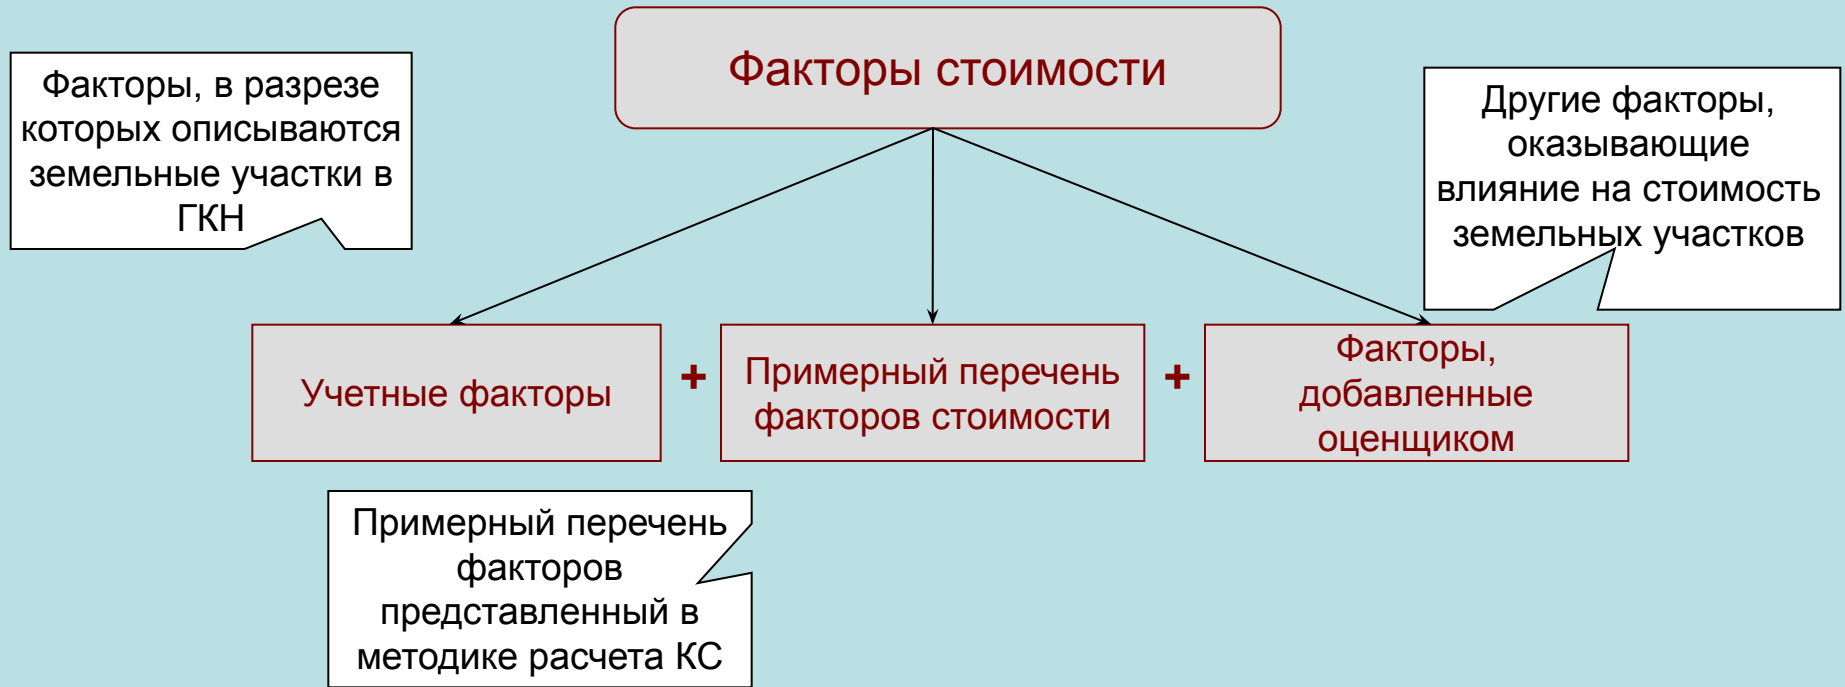 Факторы стоимости
Факторы, в разрезе
которых описываются
земельные участки в
ГКН
Другие факторы,
оказывающие
влияние на стоимость
земельных участков
Учетные факторы
+
Примерный перечень
факторов стоимости
+
Факторы,
добавленные
оценщиком
Примерный перечень
факторов
представленный в
методике расчета КС